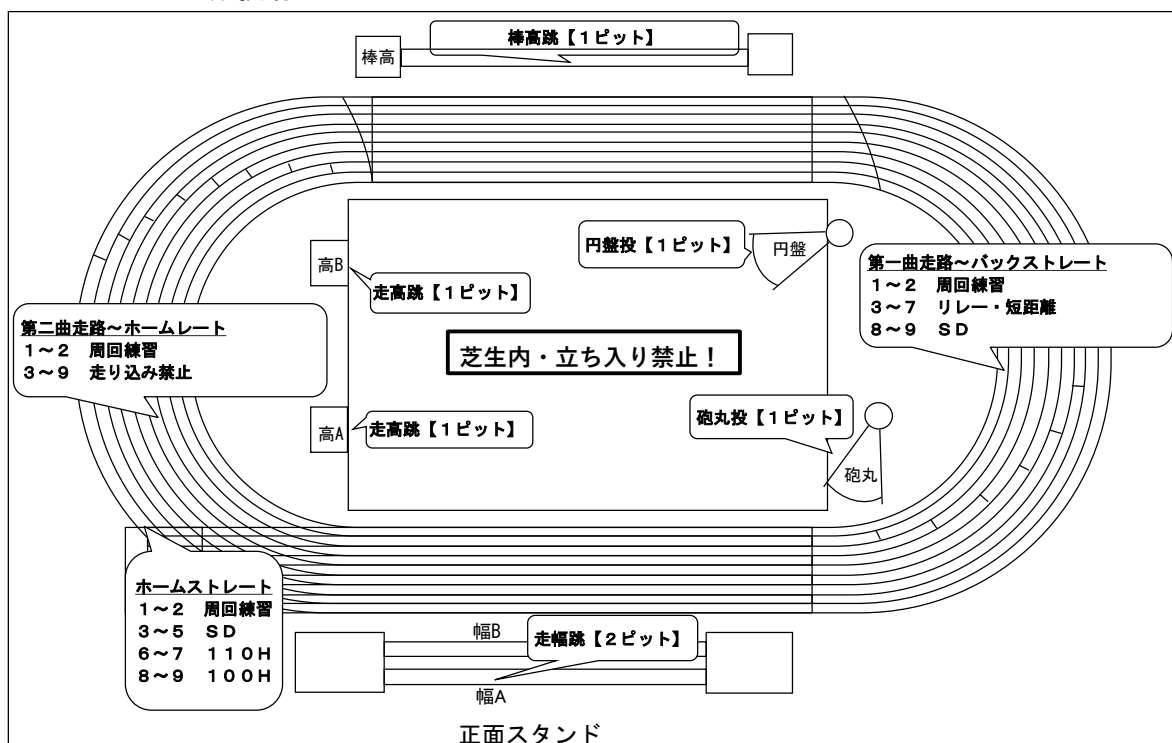 棒高跳【１ピット】
棒高
円盤投【１ピット】
円盤
高B
走高跳【１ピット】
第一曲走路～バックストレート
１～２　周回練習
３～７　リレー・短距離
８～９　ＳＤ
第二曲走路～ホームレート
１～２　周回練習
３～９　走り込み禁止
芝生内・立ち入り禁止！
高A
走高跳【１ピット】
砲丸投【１ピット】
砲丸
ホームストレート
１～２　周回練習
３～５　ＳＤ
６～７　１１０Ｈ
８～９　１００Ｈ
幅B
走幅跳【２ピット】
幅A
正面スタンド